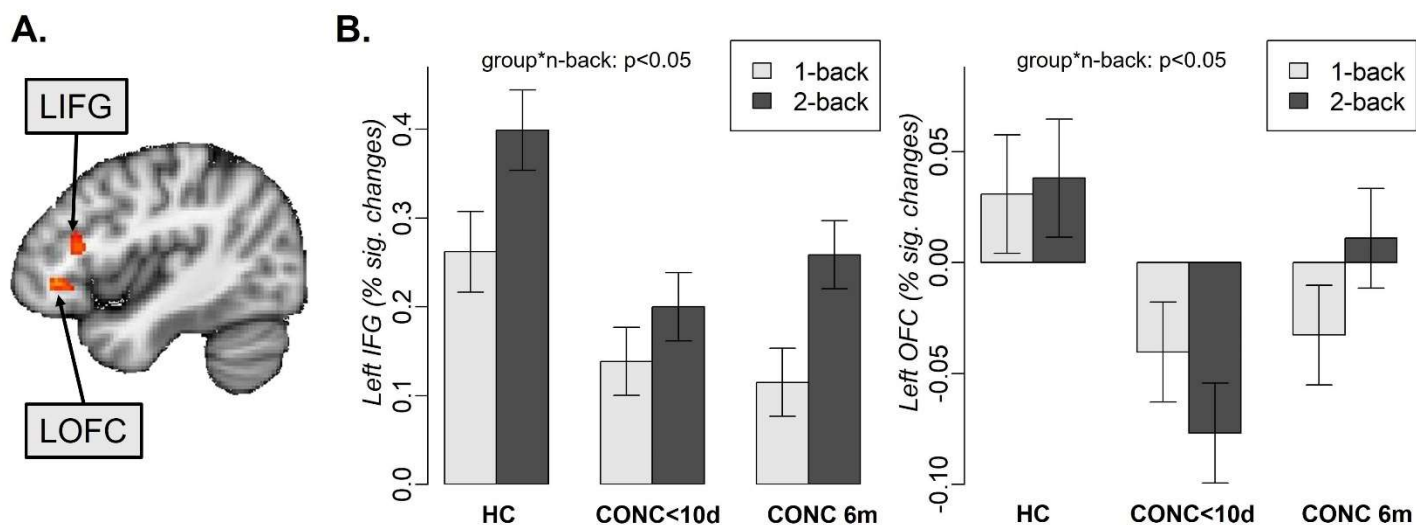 A.
LIFG
LOFC
B.
group*n-back: p<0.05
1-back
2-back
Left IFG (% sig. changes)
0.4
0.3
0.2
0.1
0.0
HC
CONC<10d
CONC 6m
group*n-back: p<0.05
1-back
2-back
Left OFC (% sig. changes)
0.05
0.00
-0.05
-0.10
HC
CONC<10d
CONC 6m